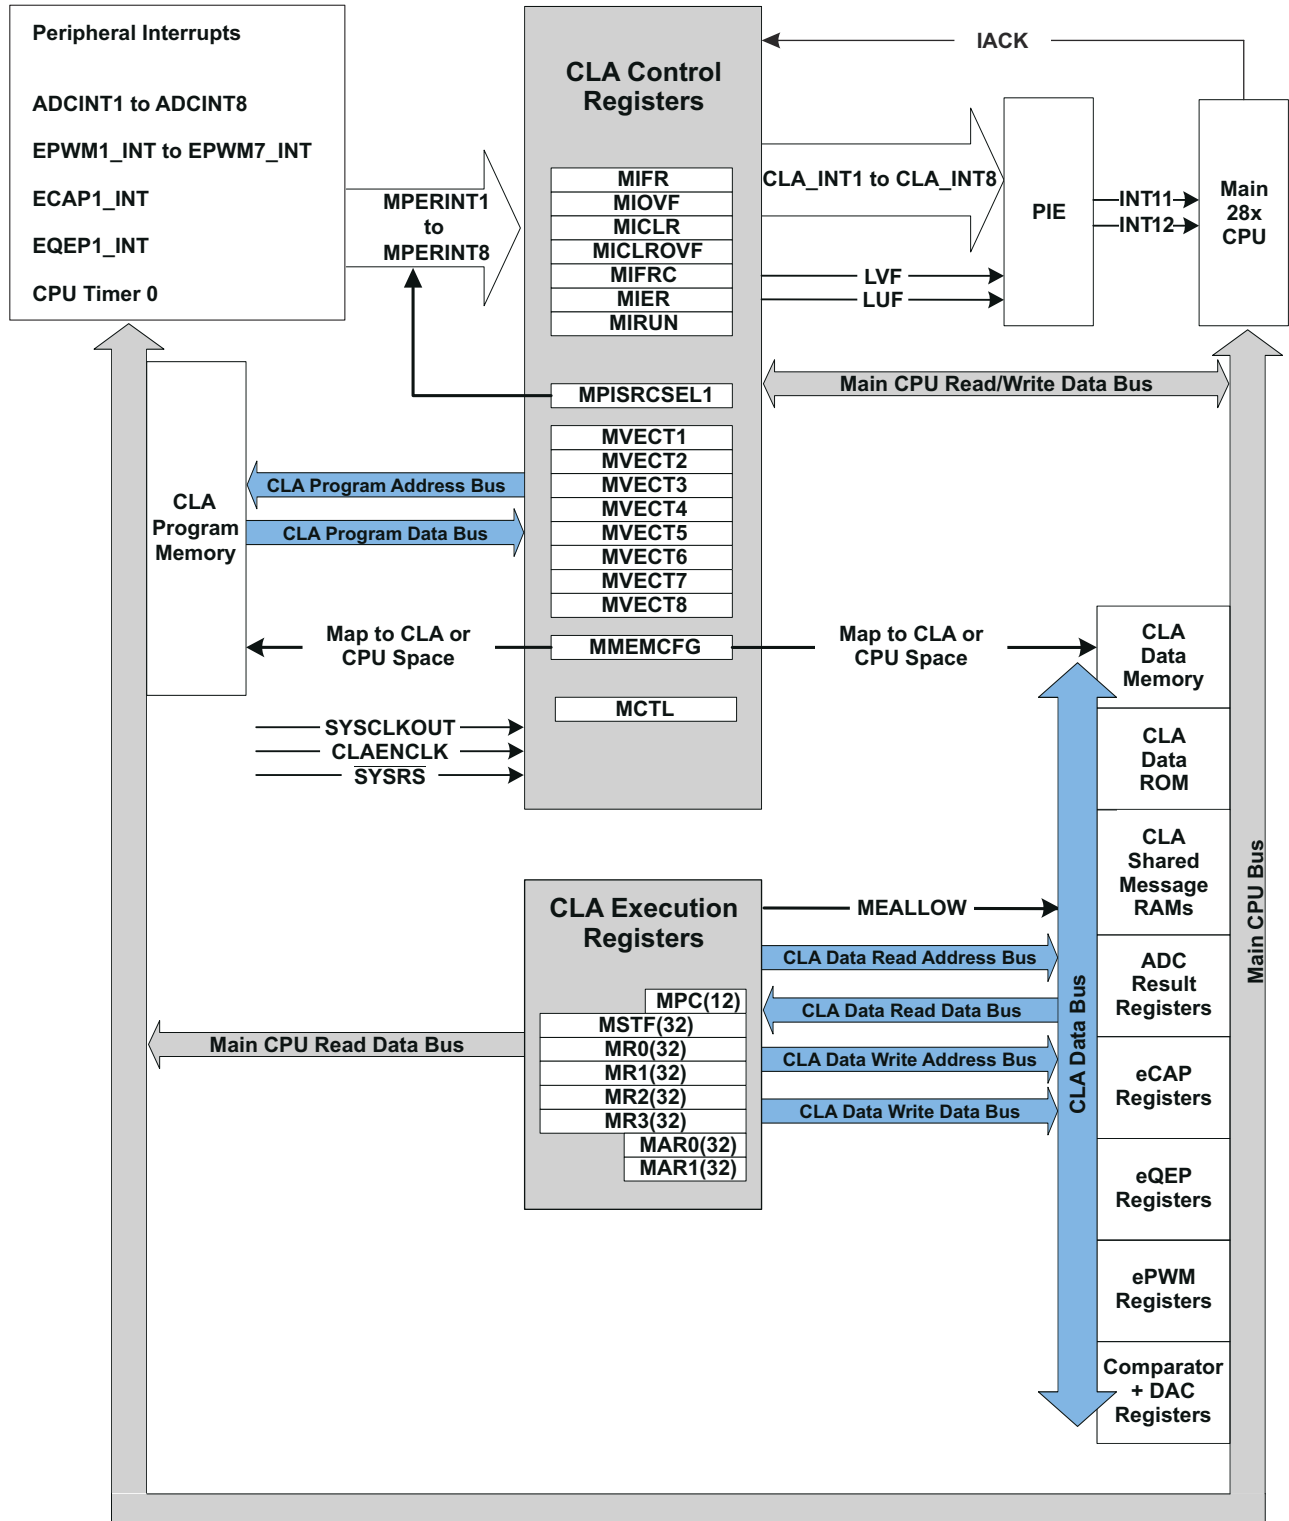 Peripheral Interrupts
ADCINT1 to ADCINT8
EPWM1_INT to EPWM7_INT
ECAP1_INT
EQEP1_INT
CPU Timer 0
MPERINT1
to
MPERINT8
CLA Control
Registers
MIFR
MIOVF
MICLR
MICLROVF
MIFRC
MIER
MIRUN
MPISRCSEL1
MVECT1
MVECT2
MVECT3
MVECT4
MVECT5
MVECT6
MVECT7
MVECT8
MMEMCFG
MCTL
IACK
CLA_INT1 to CLA_INT8
LVF
LUF
PIE
INT11
INT12
Main
28x
CPU
Main CPU Read/Write Data Bus
CLA
Program
Memory
CLA Program Address Bus
CLA Program Data Bus
Map to CLA or
CPU Space
Map to CLA or
CPU Space
SYSCLKOUT
CLAENCLK
SYSRS
CLA
Data
Memory
CLA
Data
ROM
CLA
Shared
Message
RAMs
ADC
Result
Registers
eCAP
Registers
eQEP
Registers
ePWM
Registers
Comparator
+ DAC
Registers
Main CPU Bus
CLA Data Bus
CLA Execution
Registers
MPC(12)
MSTF(32)
MR0(32)
MR1(32)
MR2(32)
MR3(32)
MAR0(32)
MAR1(32)
MEALLOW
CLA Data Read Address Bus
CLA Data Read Data Bus
CLA Data Write Address Bus
CLA Data Write Data Bus
Main CPU Read Data Bus